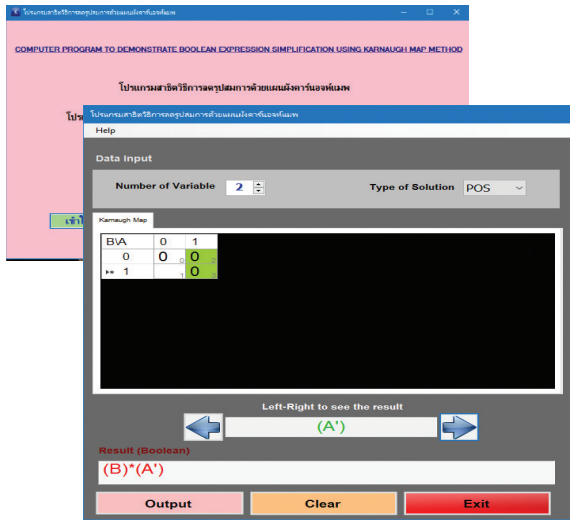 โปรแกรมสาธิตวิธีการลดรูปสมการด้วยแผนผังคาร์นอจห์แมพ
COMPUTER PROGRAM TO DEMONSTRATE BOOLEAN EXPRESSION SIMPLIFICATION USING KARNAUGH MAP METHOD
โปรแกรมสาธิตวิธีการลดรูปสมการด้วยแผนผังคาร์นอจห์แมพ
โปรแกรมสาธิตวิธีการลดรูปสมการด้วยแผนผังคาร์นอจห์แมพ
Help
Data Input
Number of Variable 2 Type of Solution POS
Karnaugh Map
B\A 0 1
0 0 0 0 2
1 1 0 3
Left-Right to see the result
(A')
Result (Boolean)
(B)*(A')
Output Clear Exit